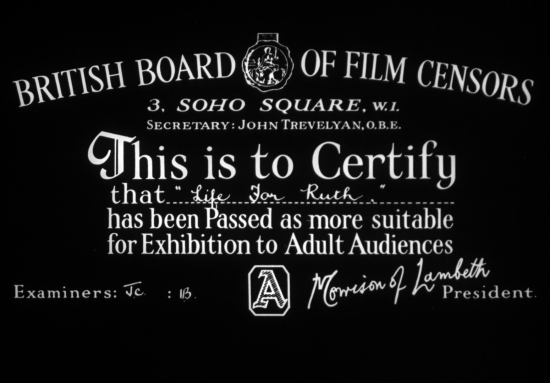 BRITISH BOARD OF FILM CENSORS
3, SOHO SQUARE, W.1.
SECRETARY: JOHN TREVELYAN, O.B.E.
This is to Certify
that "Life For Ruth."
has been Passed as more suitable
for Exhibition to Adult Audiences
Examiners: Jc. : HB. A Morrison of Lambeth President.